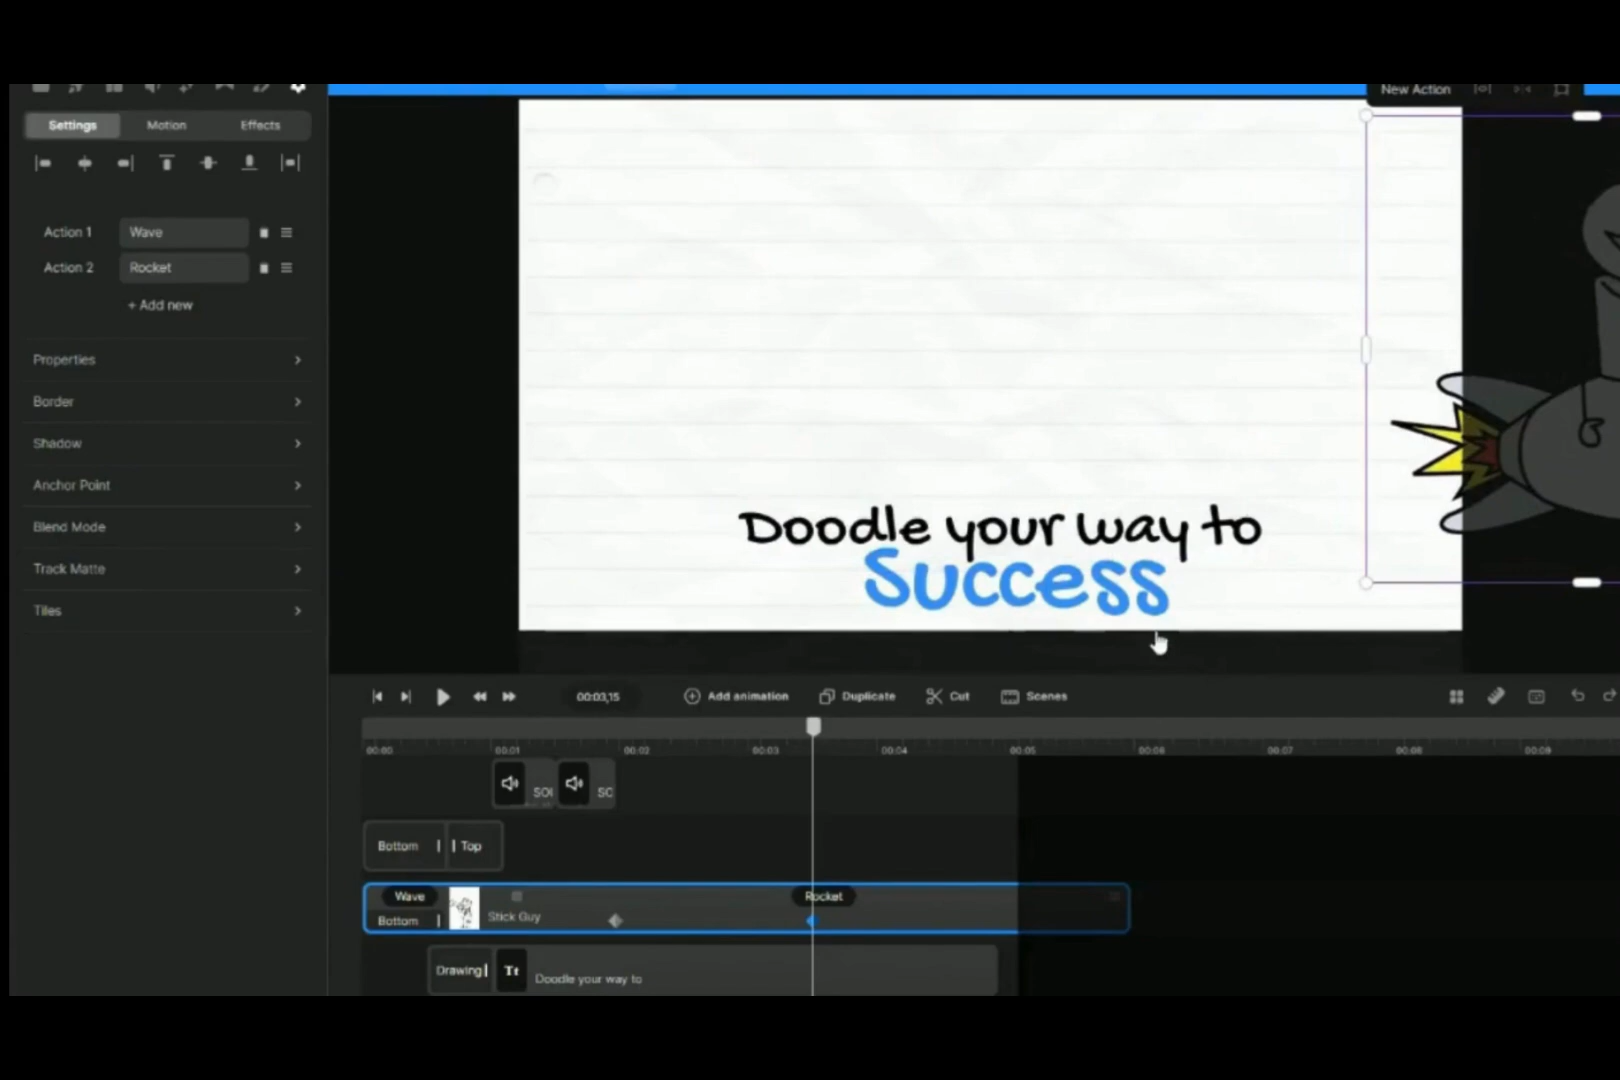 New Action
Settings Motion Effects
Action 1 Wave
Action 2 Rocket
+ Add new
Properties
Border
Shadow
Anchor Point
Blend Mode
Track Matte
Tiles
Doodle your way to
Success
00:03,15 Add animation Duplicate Cut Scenes
00:00 00:01 00:02 00:03 00:04 00:05 00:06 00:07 00:08 00:09
SOU SC
Bottom Top
Wave Rocket
Bottom Stick Guy
Drawing Tt Doodle your way to